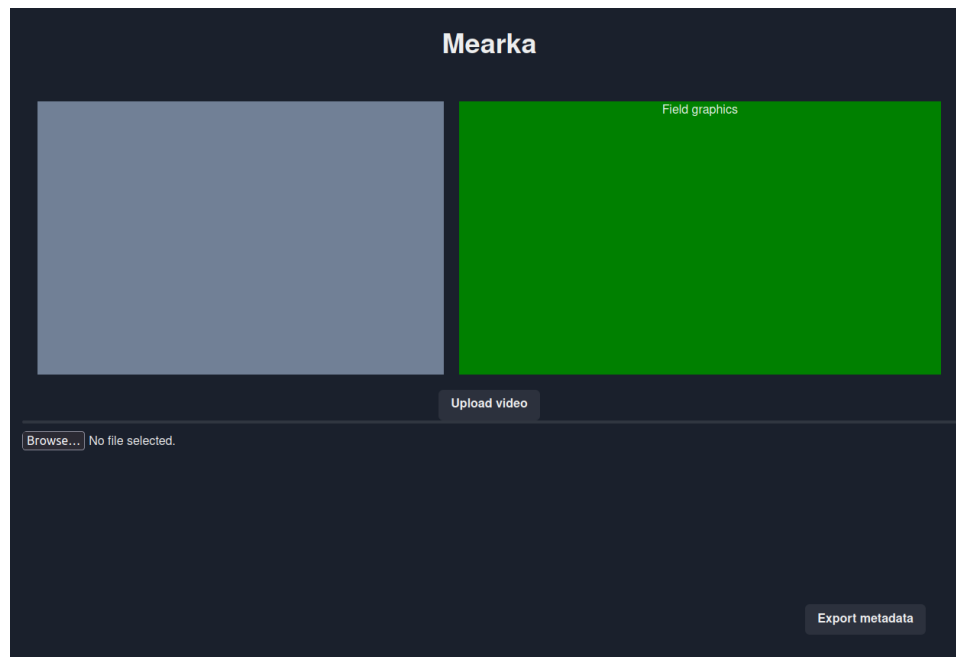 Mearka
Field graphics
Upload video
Browse... No file selected.
Export metadata